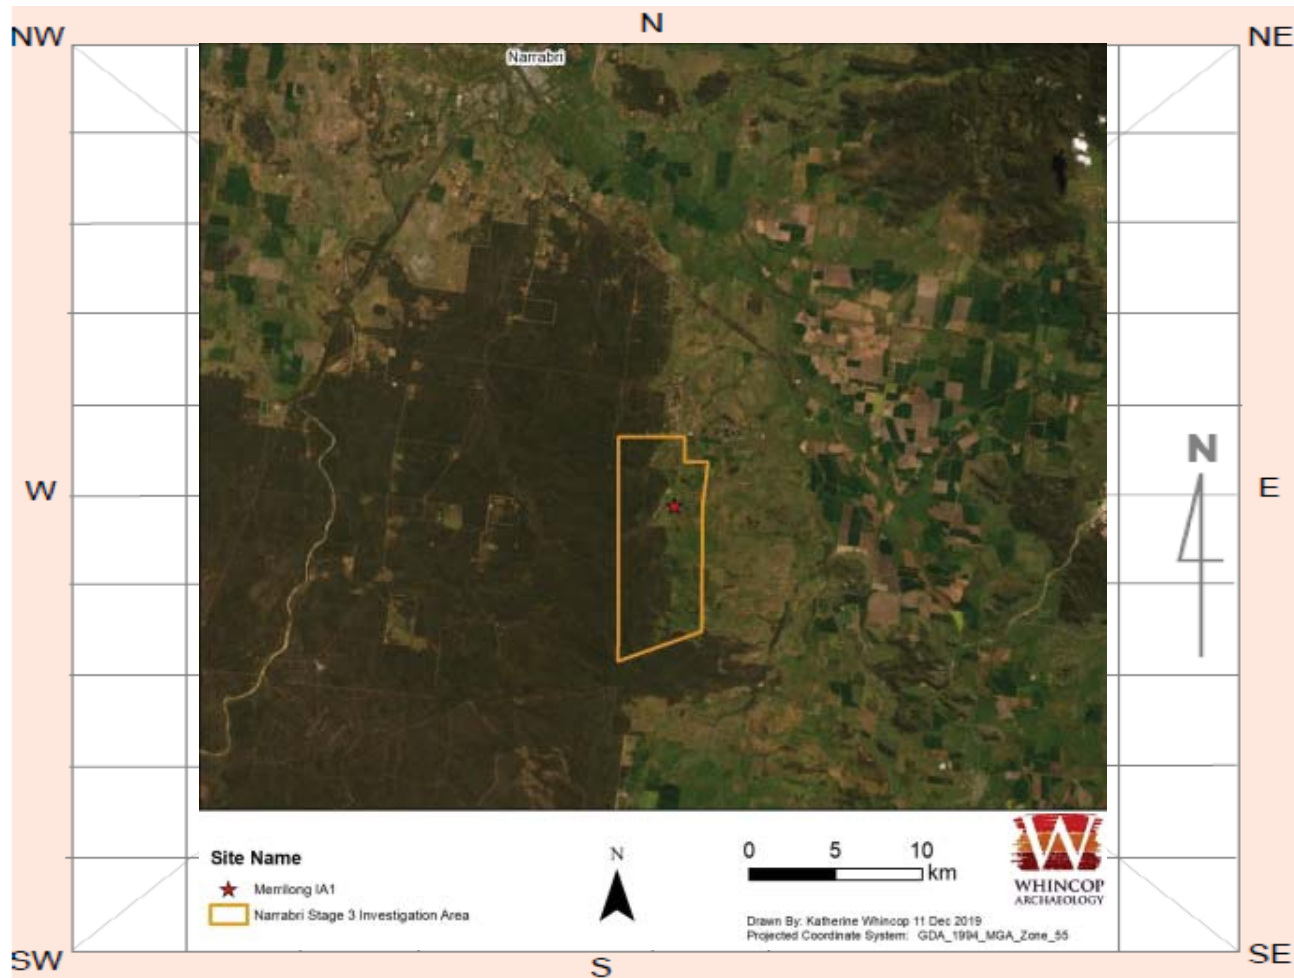 N
NW
NE
Narrabri
W
N
E
Site Name
Merrilong IA1
Narrabri Stage 3 Investigation Area
N
0 5 10
km
W
WHINCOP
ARCHAEOLOGY
Drawn By: Katherine Whincop 11 Dec 2019
Projected Coordinate System: GDA_1994_MGA_Zone_55
SW
S
SE